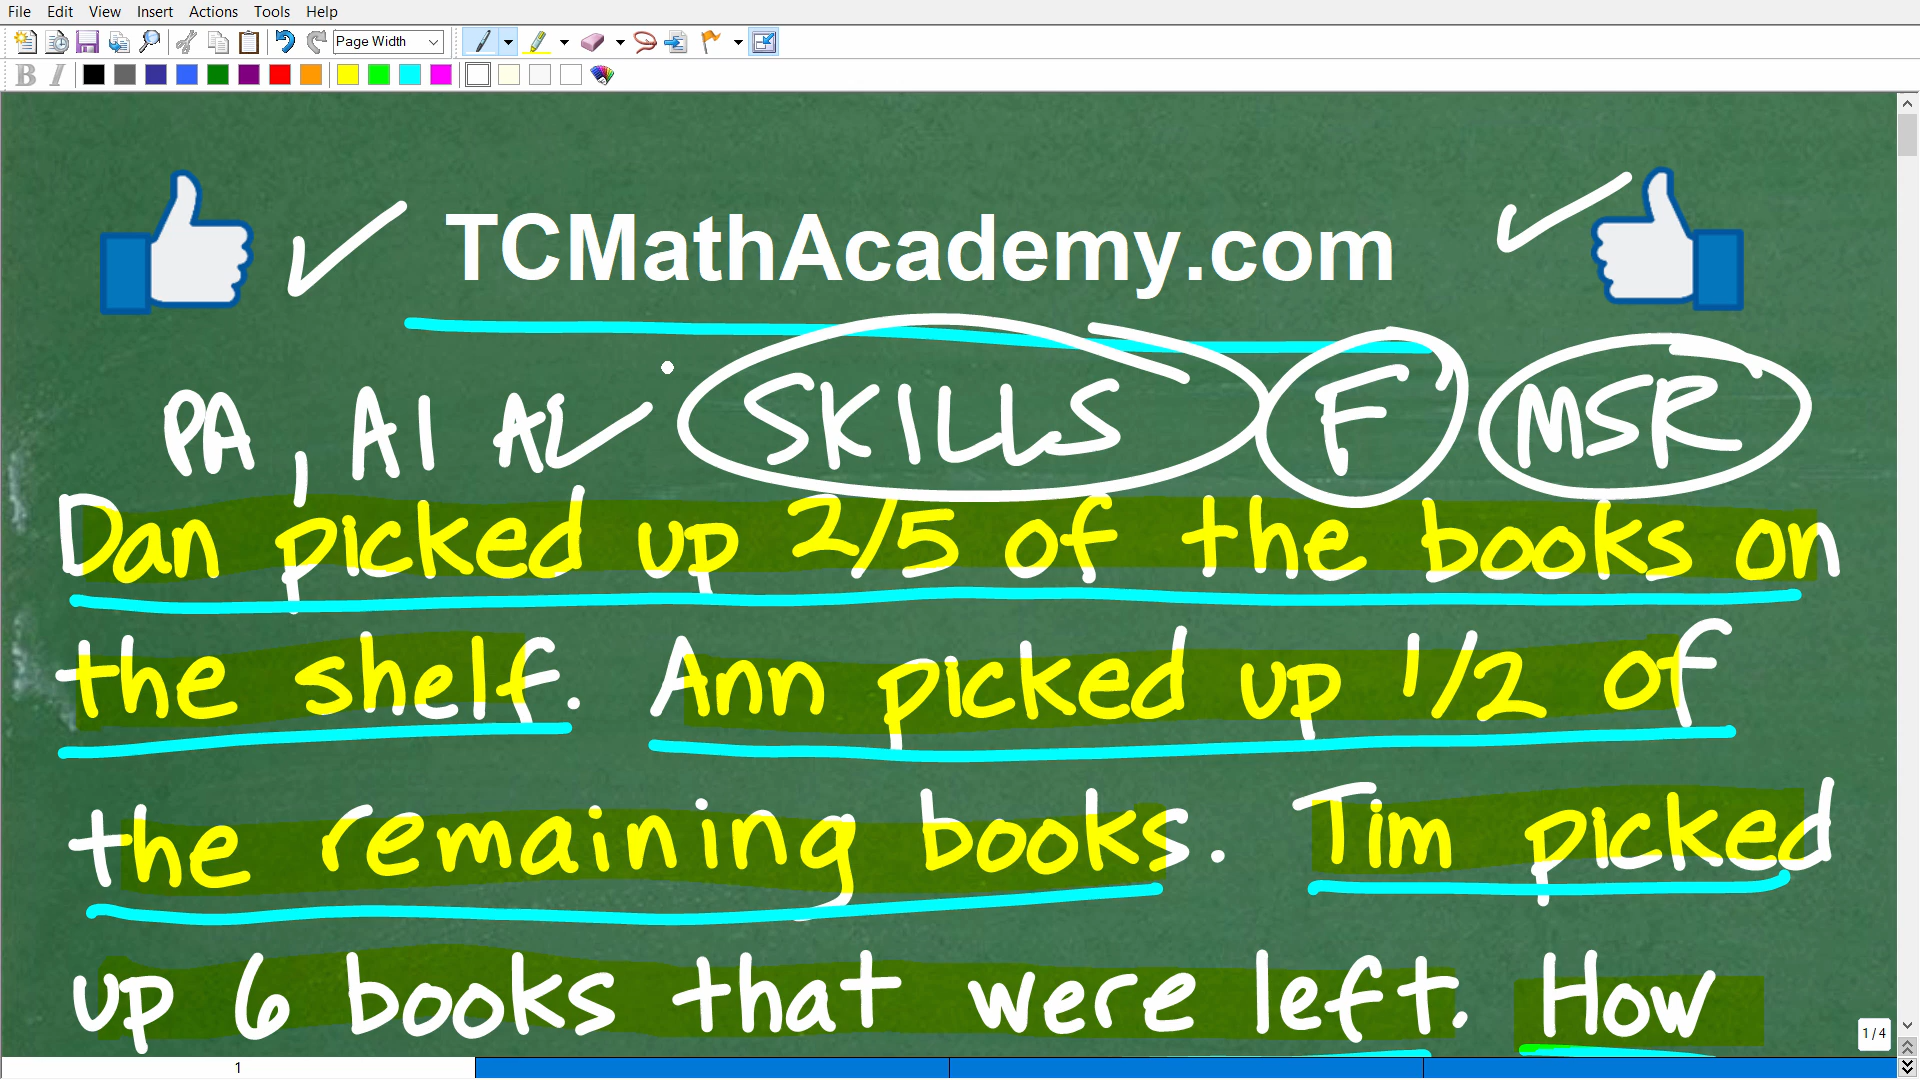 File Edit View Insert Actions Tools Help
Page Width
B I
TCMathAcademy.com
PA, A1 A2 SKILLS F MSR
Dan picked up 2/5 of the books on
the shelf. Ann picked up 1/2 of
the remaining books. Tim picked
up 6 books that were left. How
1/4
1